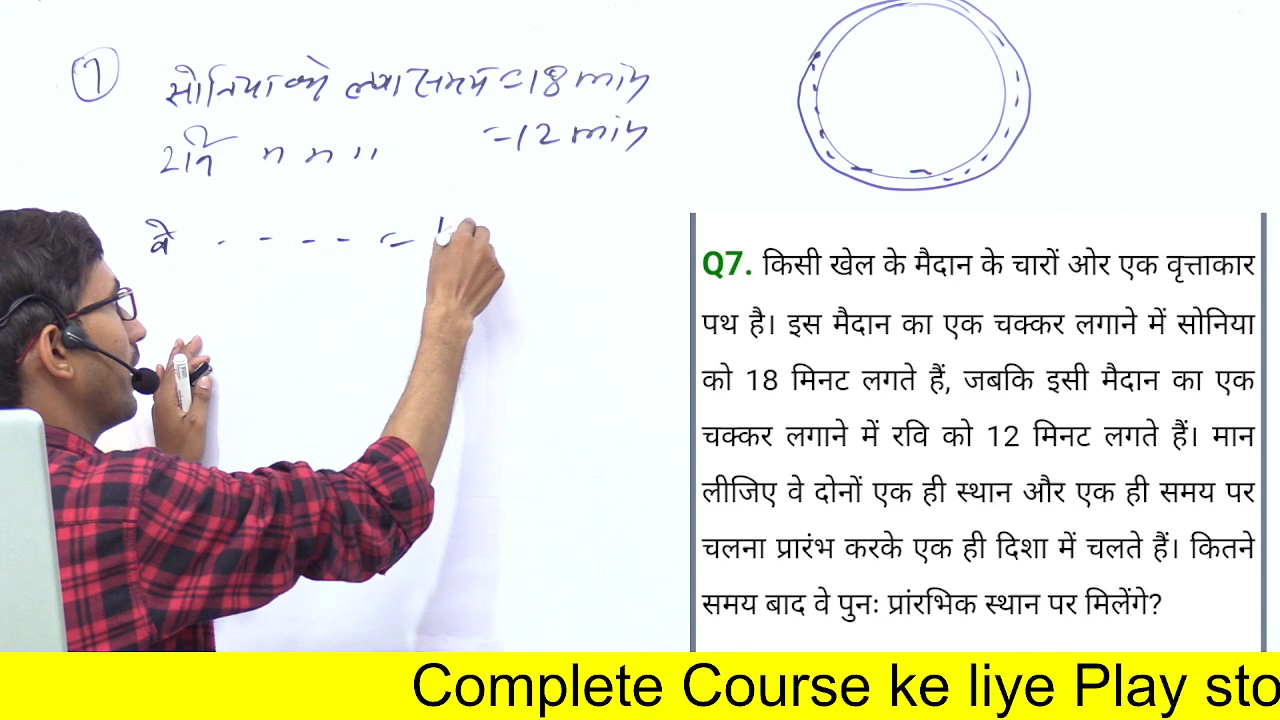 7 सोनिया को लगा समय = 18 min
रवि " " " = 12 min
वे - - - - =
Q7. किसी खेल के मैदान के चारों ओर एक वृत्ताकार
पथ है। इस मैदान का एक चक्कर लगाने में सोनिया
को 18 मिनट लगते हैं, जबकि इसी मैदान का एक
चक्कर लगाने में रवि को 12 मिनट लगते हैं। मान
लीजिए वे दोनों एक ही स्थान और एक ही समय पर
चलना प्रारंभ करके एक ही दिशा में चलते हैं। कितने
समय बाद वे पुनः प्रांरभिक स्थान पर मिलेंगे?
Complete Course ke liye Play sto